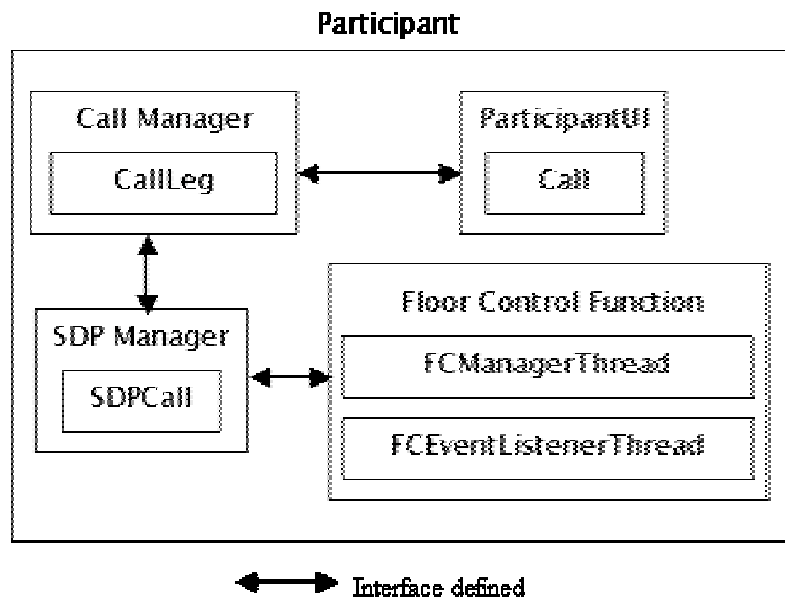 Participant
Call Manager
CallLeg
ParticipantUI
Call
SDP Manager
SDPCall
Floor Control Function
FCManagerThread
FCEventListenerThread
Interface defined